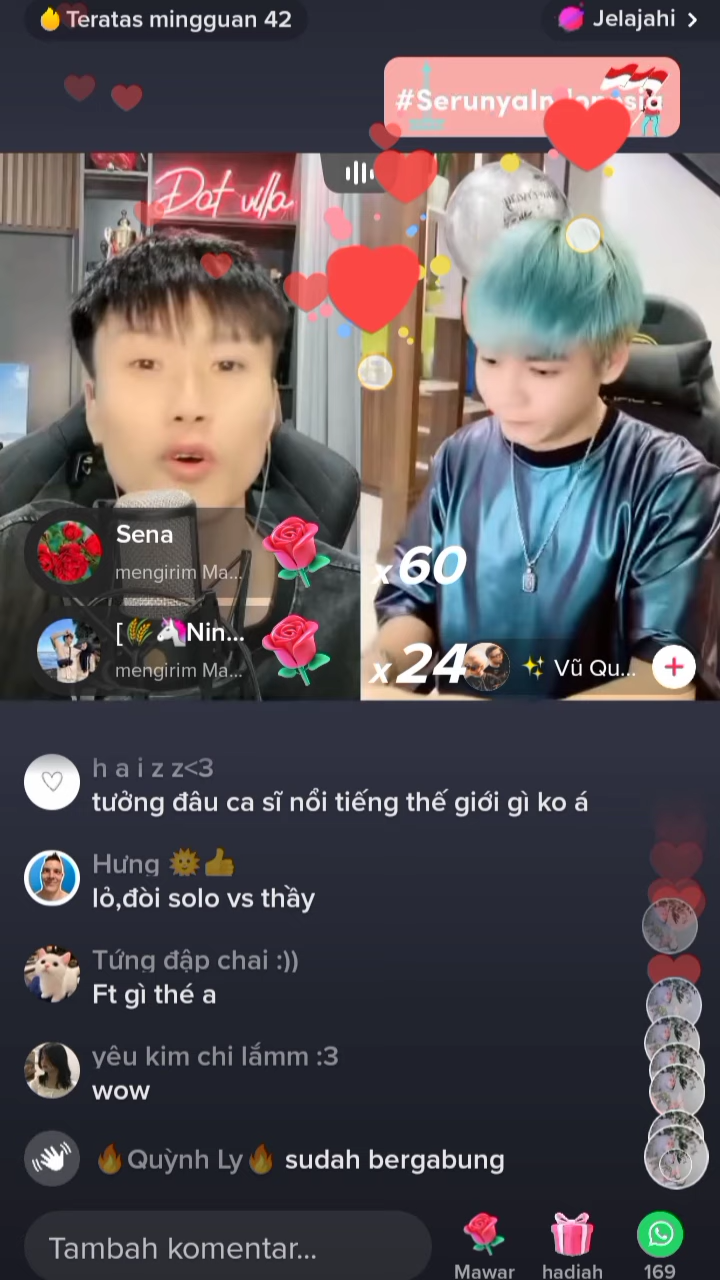 Teratas mingguan 42
Jelajahi >
#SerunyaIndonesia
Dat villa
Sena
mengirim Ma...
x60
[🌾🦄Nin...
mengirim Ma...
x24
✨ Vũ Qu...
h a i z z<3
tưởng đâu ca sĩ nổi tiếng thế giới gì ko á
Hưng 🌞👍
lỏ,đòi solo vs thầy
Tứng đập chai :))
Ft gì thé a
yêu kim chi lắmm :3
wow
🔥Quỳnh Ly🔥 sudah bergabung
Tambah komentar...
Mawar
hadiah
169